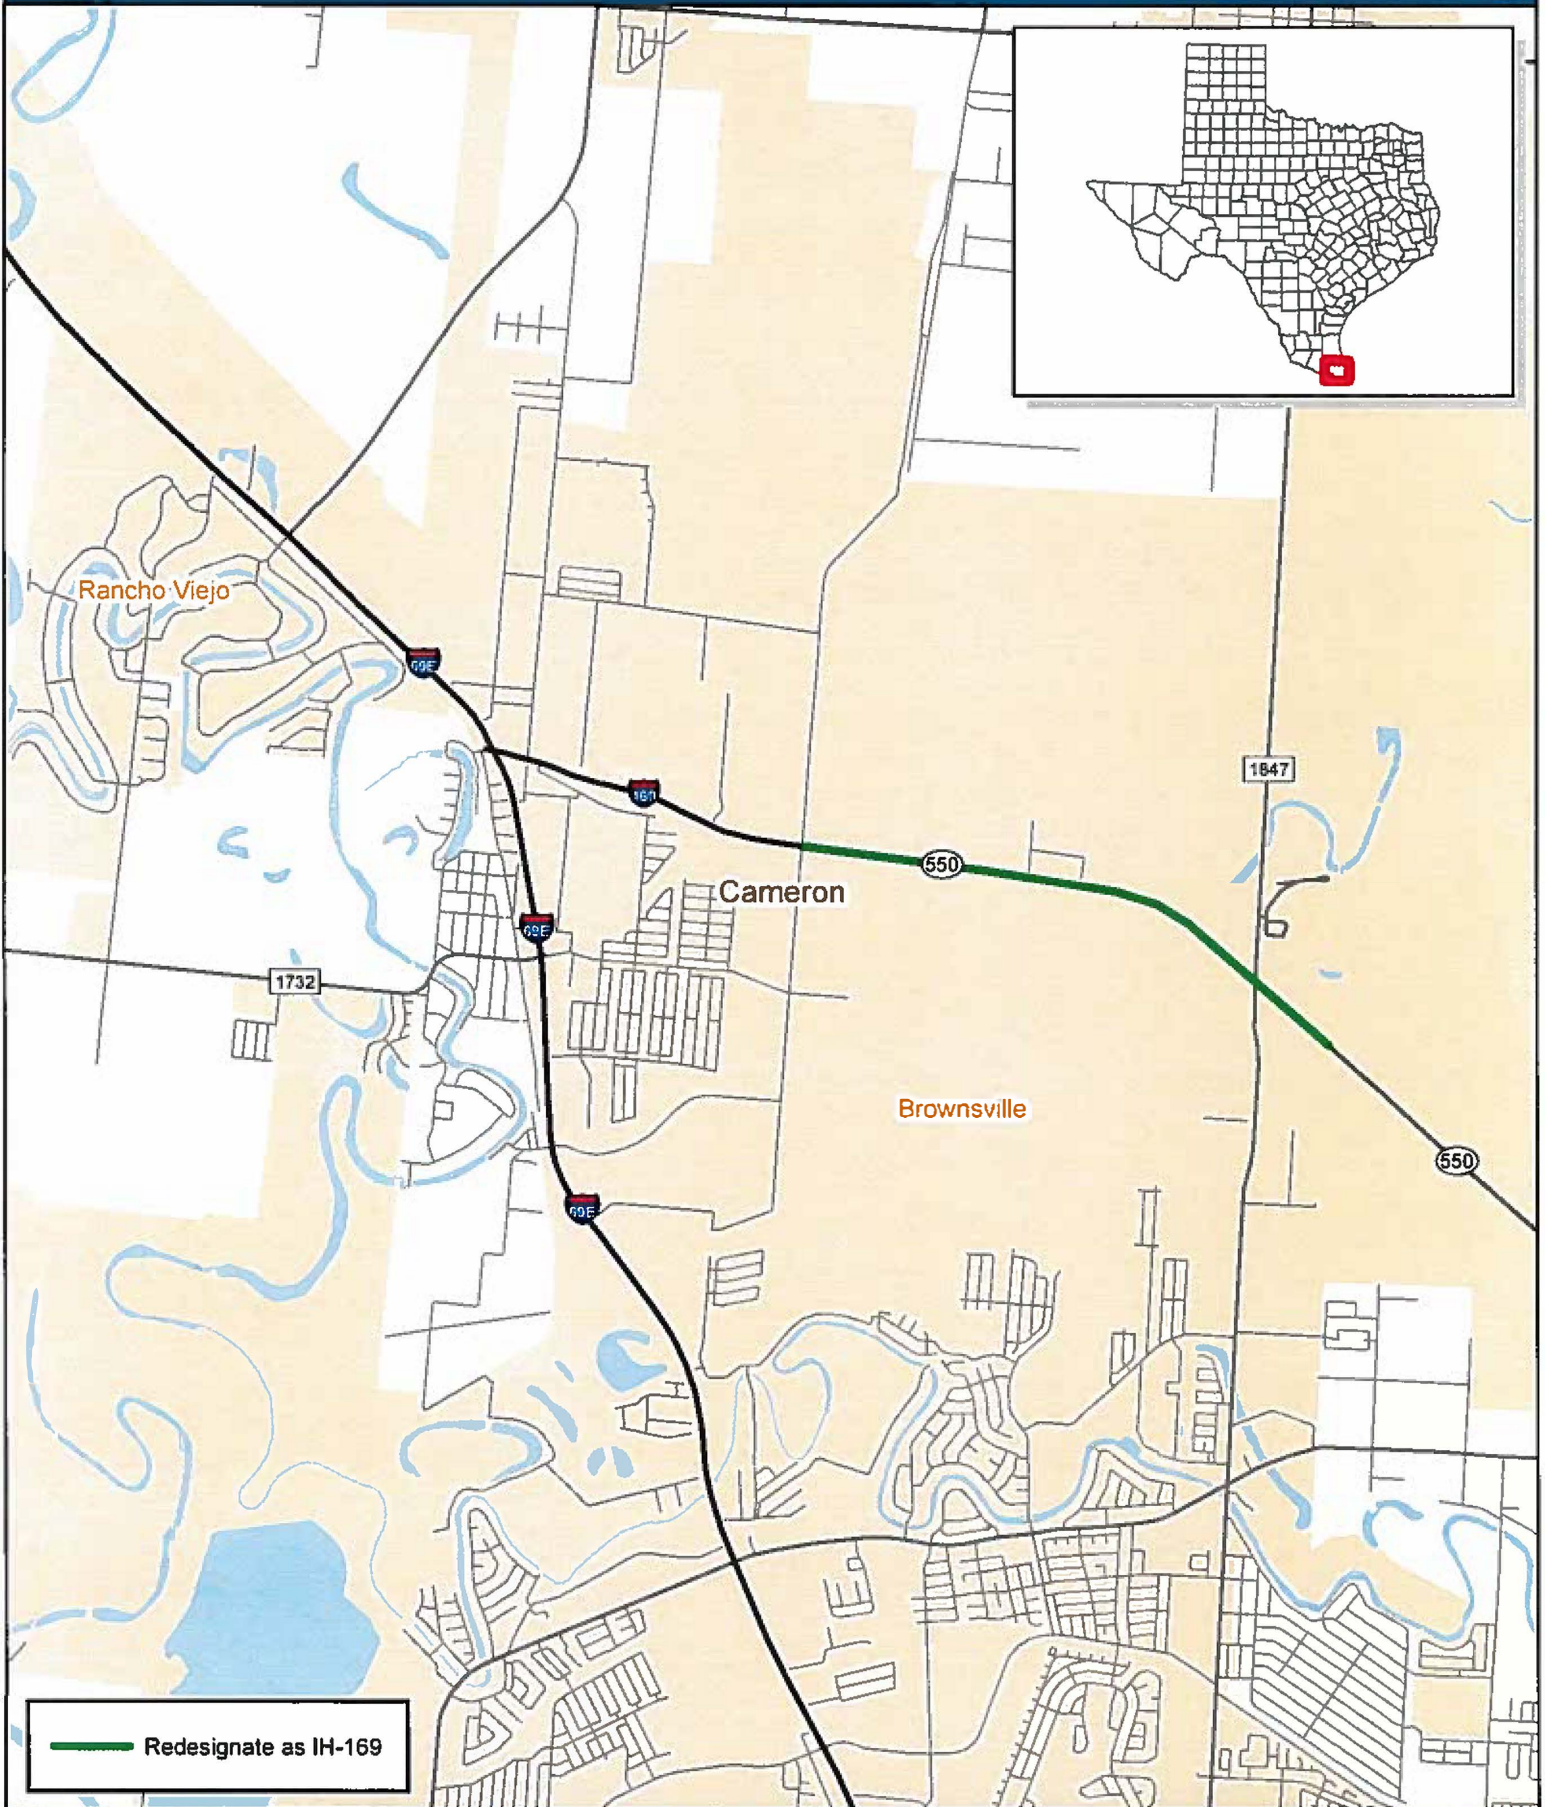 Rancho Viejo
69E
1847
169
550
Cameron
69E
1732
Brownsville
550
69E
Redesignate as IH-169